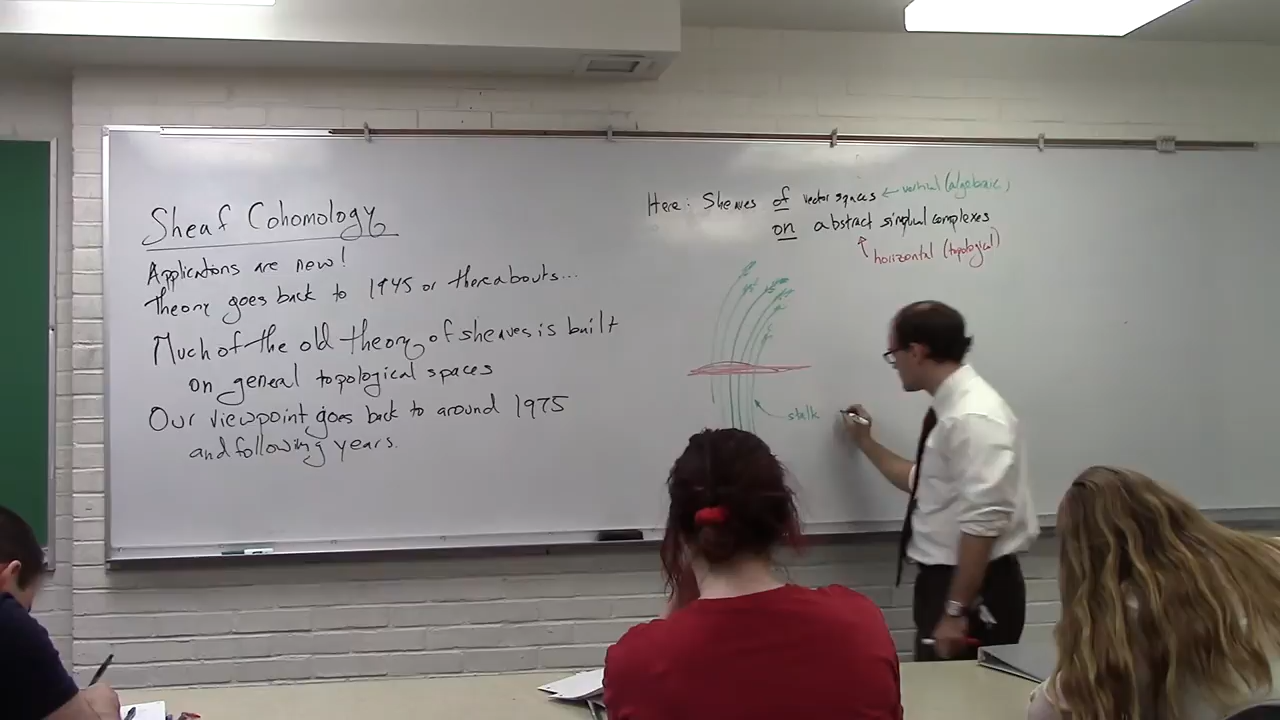 Sheaf Cohomology
Applications are new!
Theory goes back to 1945 or thereabouts...
Much of the old theory of sheaves is built
on general topological spaces
Our viewpoint goes back to around 1975
and following years.
Here: Sheaves of vector spaces ← vertical (algebraic)
on abstract simplicial complexes
horizontal (topological)
stalk